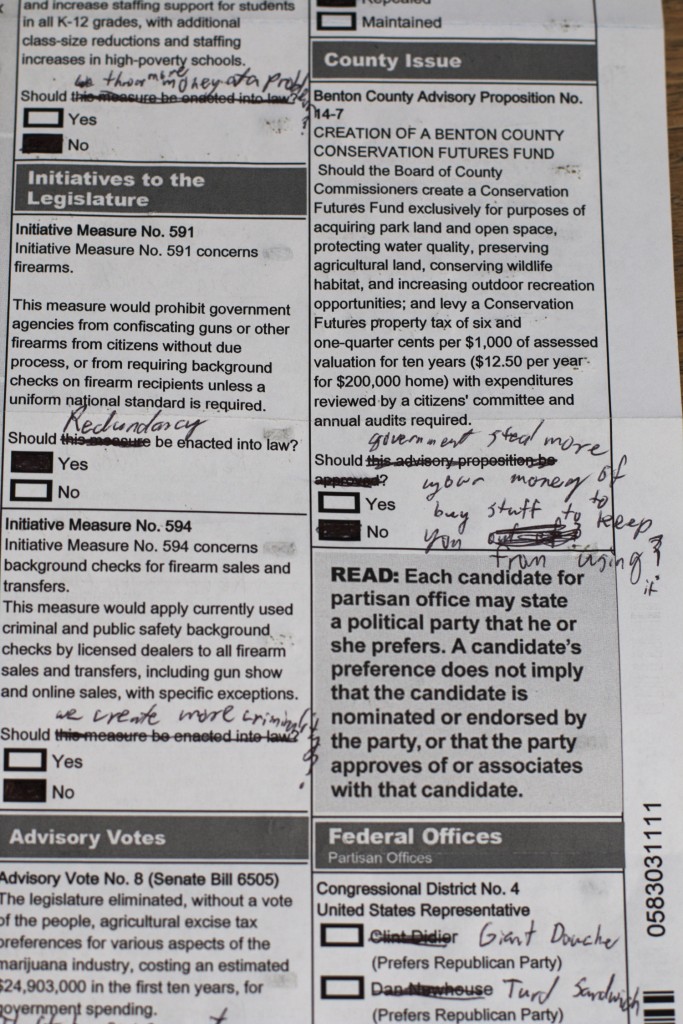 and increase staffing support for students
in all K-12 grades, with additional
class-size reductions and staffing
increases in high-poverty schools.
we throw more money at a problem
Should this measure be enacted into law?
Yes
No
Initiatives to the
Legislature
Initiative Measure No. 591
Initiative Measure No. 591 concerns
firearms.
This measure would prohibit government
agencies from confiscating guns or other
firearms from citizens without due
process, or from requiring background
checks on firearm recipients unless a
uniform national standard is required.
Redundancy
Should this measure be enacted into law?
Yes
No
Initiative Measure No. 594
Initiative Measure No. 594 concerns
background checks for firearm sales and
transfers.
This measure would apply currently used
criminal and public safety background
checks by licensed dealers to all firearm
sales and transfers, including gun show
and online sales, with specific exceptions.
we create more criminals
Should this measure be enacted into law?
?
Yes
No
Advisory Votes
Advisory Vote No. 8 (Senate Bill 6505)
The legislature eliminated, without a vote
of the people, agricultural excise tax
preferences for various aspects of the
marijuana industry, costing an estimated
$24,903,000 in the first ten years, for
government spending.
Repealed
Maintained
County Issue
Benton County Advisory Proposition No.
14-7
CREATION OF A BENTON COUNTY
CONSERVATION FUTURES FUND
Should the Board of County
Commissioners create a Conservation
Futures Fund exclusively for purposes of
acquiring park land and open space,
protecting water quality, preserving
agricultural land, conserving wildlife
habitat, and increasing outdoor recreation
opportunities; and levy a Conservation
Futures property tax of six and
one-quarter cents per $1,000 of assessed
valuation for ten years ($12.50 per year
for $200,000 home) with expenditures
reviewed by a citizens' committee and
annual audits required.
government steal more
Should this advisory proposition be
approved? of your money to
Yes buy stuff to keep
No you
from using it?
READ: Each candidate for
partisan office may state
a political party that he or
she prefers. A candidate's
preference does not imply
that the candidate is
nominated or endorsed by
the party, or that the party
approves of or associates
with that candidate.
Federal Offices
Partisan Offices
Congressional District No. 4
United States Representative
Clint Didier Giant Douche
(Prefers Republican Party)
Dan Newhouse Turd Sandwich
(Prefers Republican Party)
0583031111